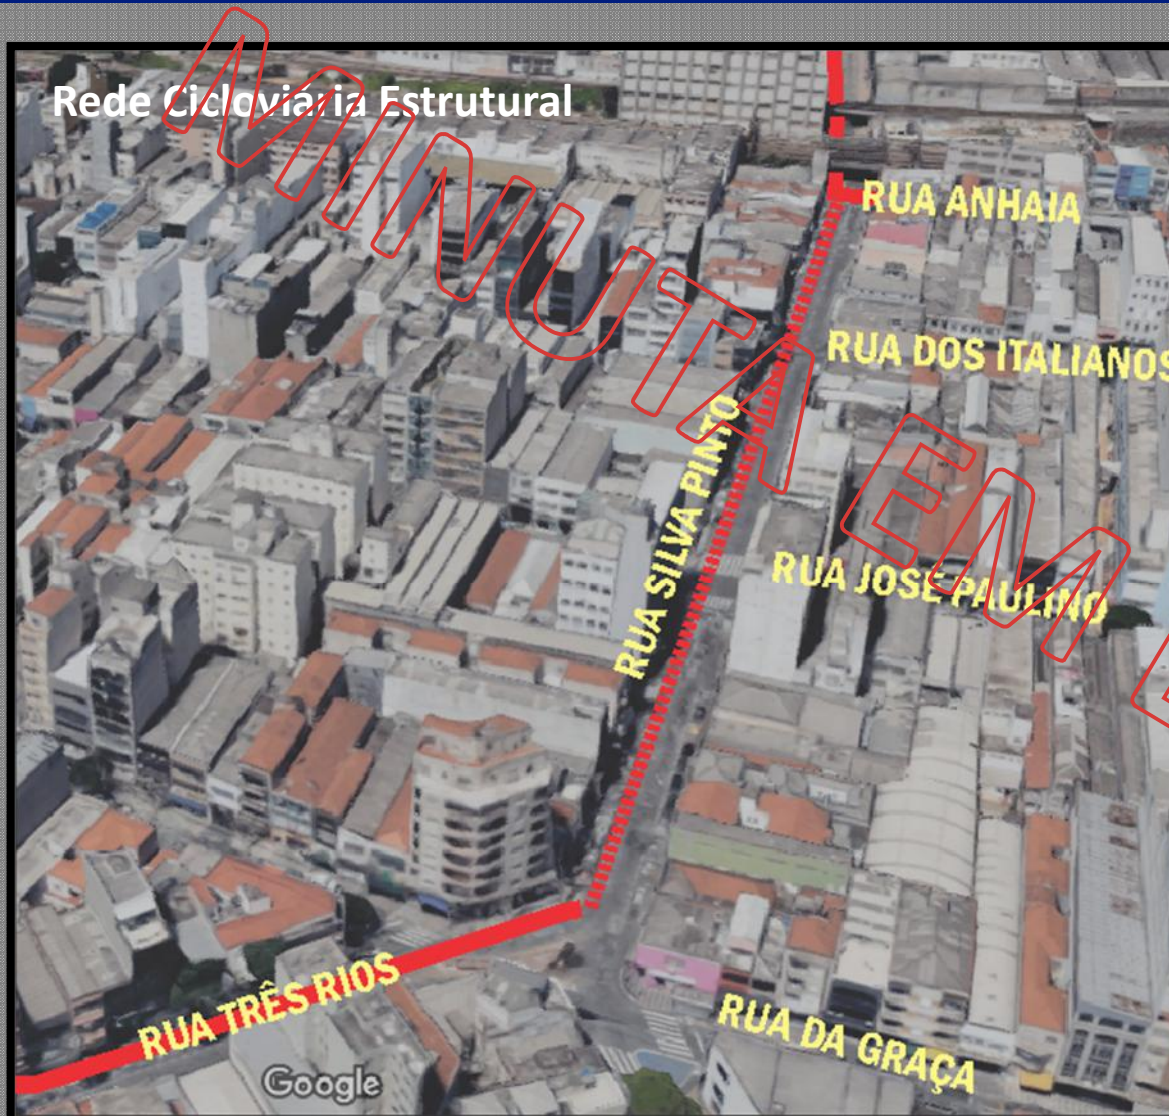 Rede Cicloviária Estrutural
MINUTA EM
RUA ANHAIA
RUA DOS ITALIANOS
RUA SILVA PINTO
RUA JOSÉ PAULINO
RUA TRÊS RIOS
RUA DA GRAÇA
Google